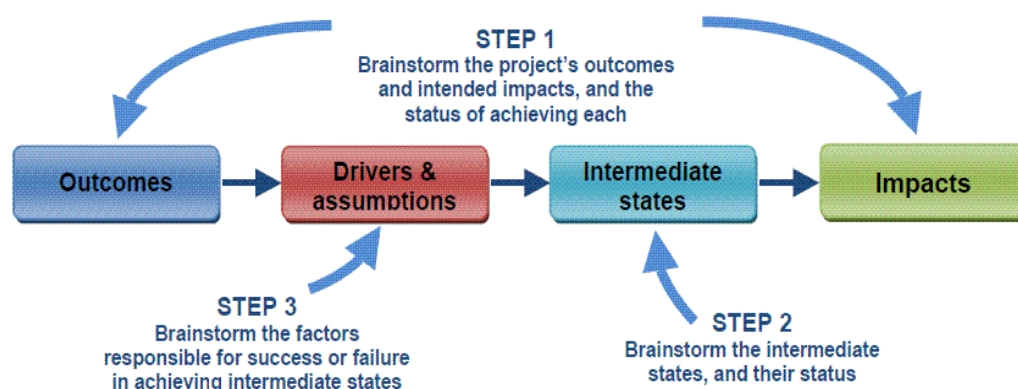 STEP 1
Brainstorm the project's outcomes
and intended impacts, and the
status of achieving each
Outcomes
Drivers &
assumptions
Intermediate
states
Impacts
STEP 3
Brainstorm the factors
responsible for success or failure
in achieving intermediate states
STEP 2
Brainstorm the intermediate
states, and their status